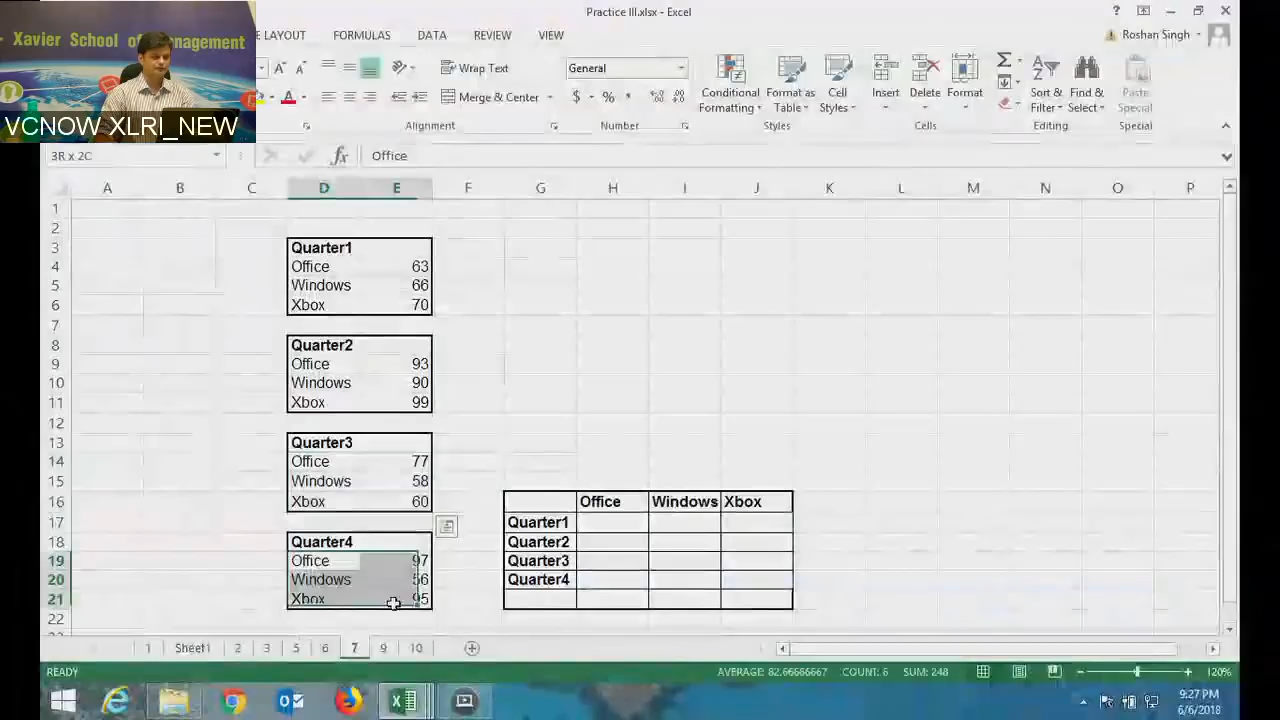 Practice III.xlsx - Excel
Xavier School of Management
VCNOW XLRI_NEW
LAYOUT FORMULAS DATA REVIEW VIEW
Roshan Singh
Wrap Text
General
Merge & Center
$ % ,
Conditional Formatting
Format as Table
Cell Styles
Insert
Delete
Format
Sort & Filter
Find & Select
Paste Special
Alignment
Number
Styles
Cells
Editing
Special
3R x 2C
fx
Office
A B C D E F G H I J K L M N O P
1
2
3 Quarter1
4 Office 63
5 Windows 66
6 Xbox 70
7
8 Quarter2
9 Office 93
10 Windows 90
11 Xbox 99
12
13 Quarter3
14 Office 77
15 Windows 58
16 Xbox 60 Office Windows Xbox
17 Quarter1
18 Quarter4 Quarter2
19 Office 97 Quarter3
20 Windows 56 Quarter4
21 Xbox 95
22
1 Sheet1 2 3 5 6 7 9 10
READY
AVERAGE: 82.66666667 COUNT: 6 SUM: 248
120%
9:27 PM
6/6/2018